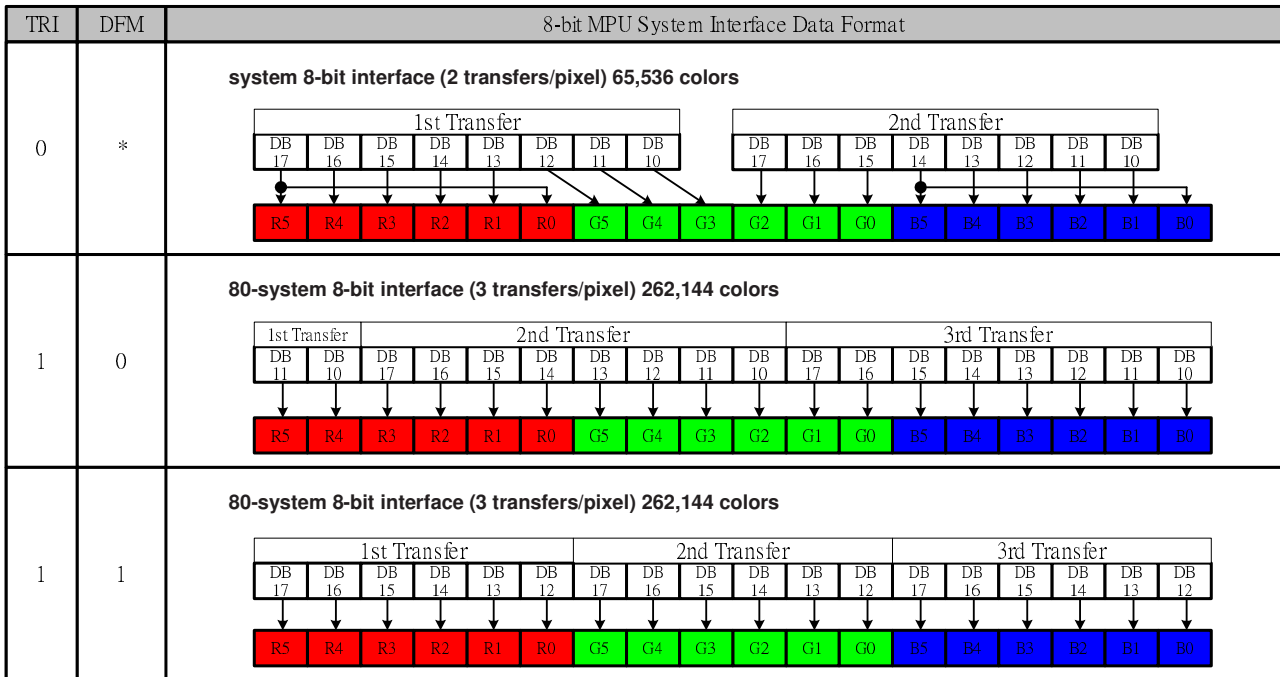 TRI DFM 8-bit MPU System Interface Data Format
0 *
system 8-bit interface (2 transfers/pixel) 65,536 colors
1st Transfer 2nd Transfer
DB 17 DB 16 DB 15 DB 14 DB 13 DB 12 DB 11 DB 10 DB 17 DB 16 DB 15 DB 14 DB 13 DB 12 DB 11 DB 10
R5 R4 R3 R2 R1 R0 G5 G4 G3 G2 G1 G0 B5 B4 B3 B2 B1 B0
1 0
80-system 8-bit interface (3 transfers/pixel) 262,144 colors
1st Transfer 2nd Transfer 3rd Transfer
DB 11 DB 10 DB 17 DB 16 DB 15 DB 14 DB 13 DB 12 DB 11 DB 10 DB 17 DB 16 DB 15 DB 14 DB 13 DB 12 DB 11 DB 10
R5 R4 R3 R2 R1 R0 G5 G4 G3 G2 G1 G0 B5 B4 B3 B2 B1 B0
1 1
80-system 8-bit interface (3 transfers/pixel) 262,144 colors
1st Transfer 2nd Transfer 3rd Transfer
DB 17 DB 16 DB 15 DB 14 DB 13 DB 12 DB 17 DB 16 DB 15 DB 14 DB 13 DB 12 DB 17 DB 16 DB 15 DB 14 DB 13 DB 12
R5 R4 R3 R2 R1 R0 G5 G4 G3 G2 G1 G0 B5 B4 B3 B2 B1 B0